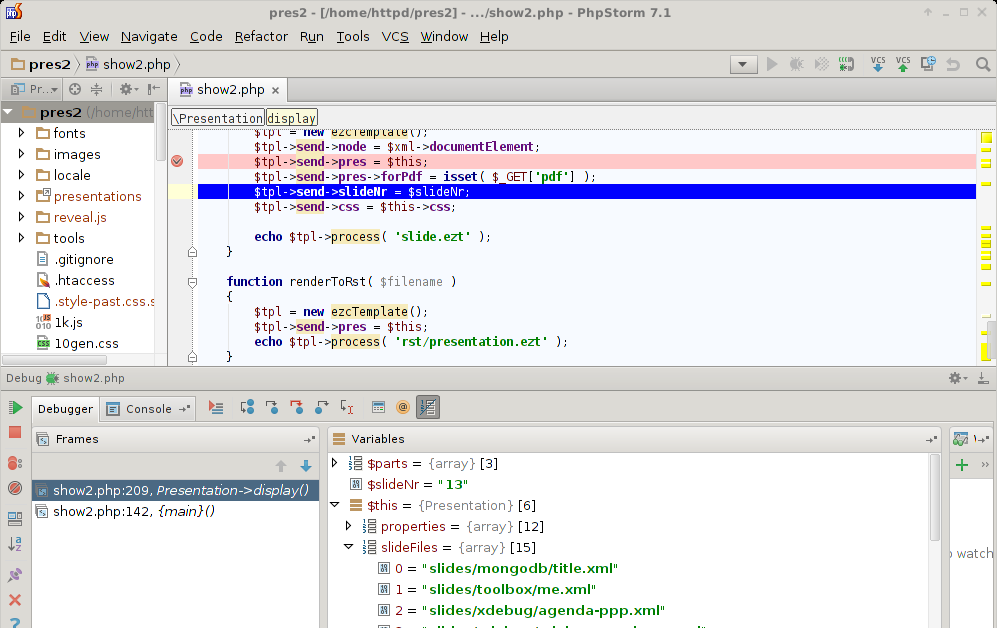 pres2 - [/home/httpd/pres2] - .../show2.php - PhpStorm 7.1
File Edit View Navigate Code Refactor Run Tools VCS Window Help
pres2 show2.php
Pr... show2.php
pres2 (/home/htt
\Presentation display
fonts
images
locale
presentations
reveal.js
tools
.gitignore
.htaccess
.style-past.css.s
1k.js
10gen.css
$tpl = new ezcTemplate();
$tpl->send->node = $xml->documentElement;
$tpl->send->pres = $this;
$tpl->send->pres->forPdf = isset( $_GET['pdf'] );
$tpl->send->slideNr = $slideNr;
$tpl->send->css = $this->css;
echo $tpl->process( 'slide.ezt' );
}
function renderToRst( $filename )
{
$tpl = new ezcTemplate();
$tpl->send->pres = $this;
echo $tpl->process( 'rst/presentation.ezt' );
}
Debug show2.php
Debugger Console
Frames
show2.php:209, Presentation->display()
show2.php:142, {main}()
Variables
$parts = {array} [3]
$slideNr = "13"
$this = {Presentation} [6]
properties = {array} [12]
slideFiles = {array} [15]
0 = "slides/mongodb/title.xml"
1 = "slides/toolbox/me.xml"
2 = "slides/xdebug/agenda-ppp.xml"
watch